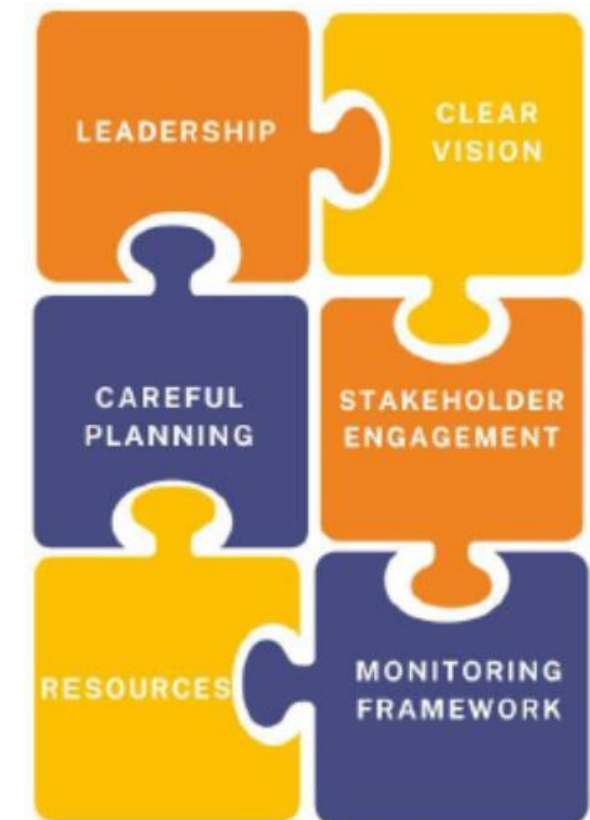 LEADERSHIP
CLEAR
VISION
CAREFUL
PLANNING
STAKEHOLDER
ENGAGEMENT
RESOURCES
MONITORING
FRAMEWORK